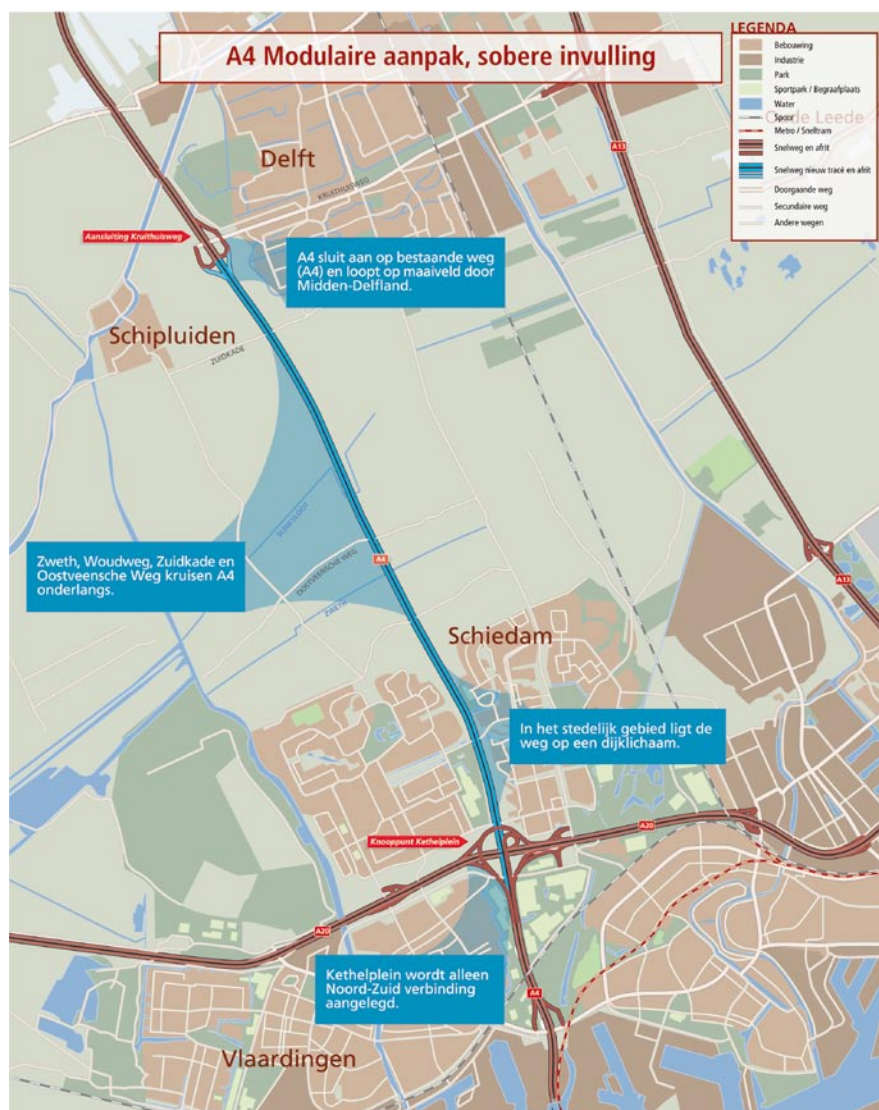 A4 Modulaire aanpak, sobere invulling
LEGENDA
Bebouwing
Industrie
Park
Sportpark / Begraafplaats
Water
Spoor
Metro / Sneltram
Snelweg en afrit
Snelweg nieuw tracé en afrit
Doorgaande weg
Secundaire weg
Andere wegen
Oude Leede
A13
Delft
KRUITHUISWEG
Aansluiting Kruithuisweg
A4 sluit aan op bestaande weg
(A4) en loopt op maaiveld door
Midden-Delfland.
Schipluiden
ZUIDKADE
SLINKSLOOT
Zweth, Woudweg, Zuidkade en
Oostveensche Weg kruisen A4
onderlangs.
A4
OOSTVEENSCHE WEG
ZWETH
A13
Schiedam
In het stedelijk gebied ligt de
weg op een dijklichaam.
Knooppunt Kethelplein
A20
A20
Kethelplein wordt alleen
Noord-Zuid verbinding
aangelegd.
A4
Vlaardingen